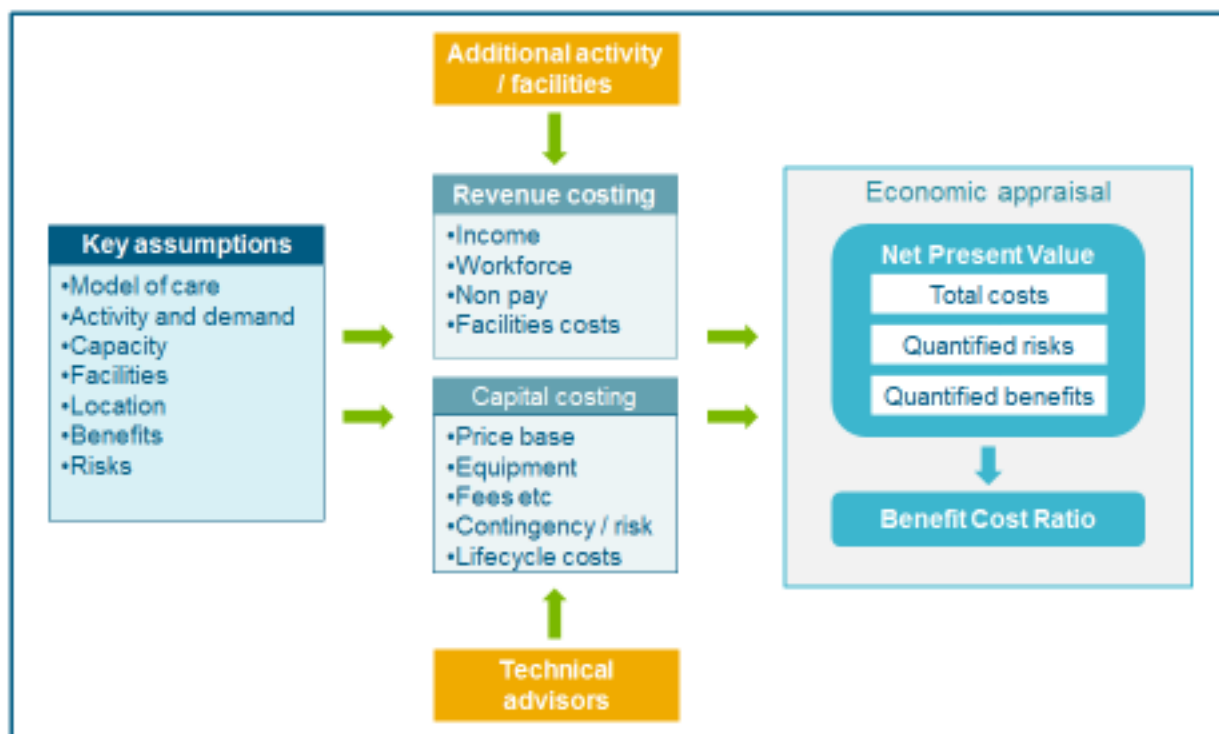 Additional activity
/ facilities
Key assumptions
•Model of care
•Activity and demand
•Capacity
•Facilities
•Location
•Benefits
•Risks
Revenue costing
•Income
•Workforce
•Non pay
•Facilities costs
Capital costing
•Price base
•Equipment
•Fees etc
•Contingency / risk
•Lifecycle costs
Technical
advisors
Economic appraisal
Net Present Value
Total costs
Quantified risks
Quantified benefits
Benefit Cost Ratio